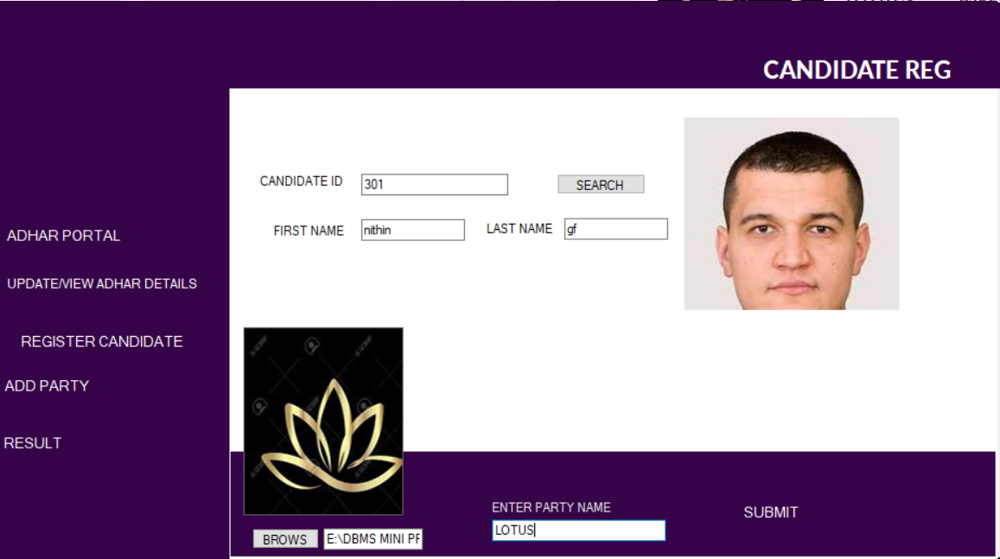 CANDIDATE REG
CANDIDATE ID 301 SEARCH
FIRST NAME nithin LAST NAME gf
ADHAR PORTAL
UPDATE/VIEW ADHAR DETAILS
REGISTER CANDIDATE
ADD PARTY
RESULT
ENTER PARTY NAME
LOTUS
SUBMIT
BROWS E:\DBMS MINI PF